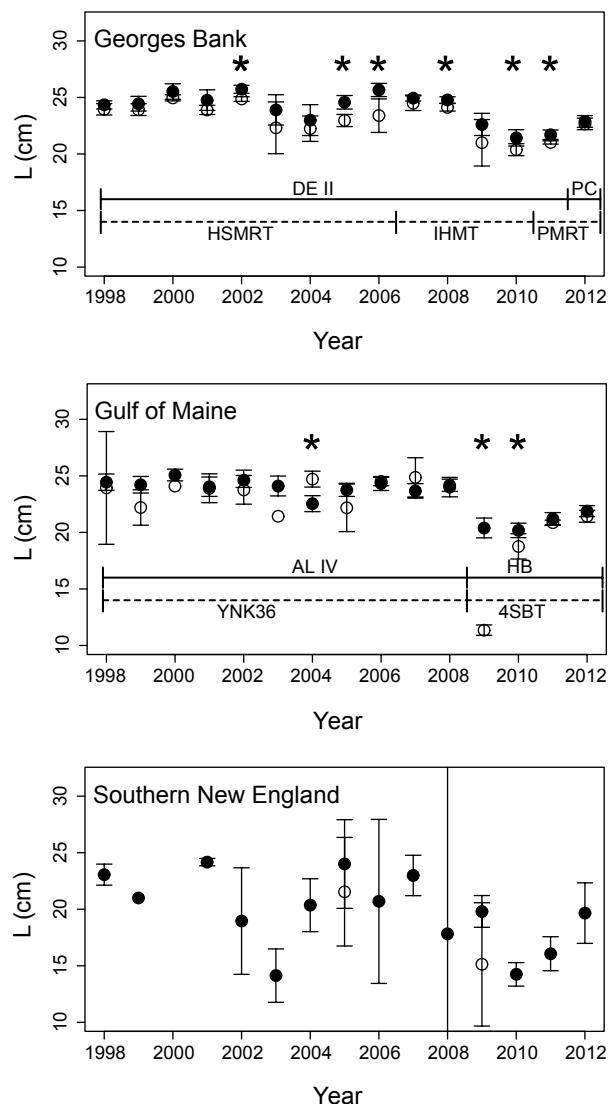 Georges Bank
* * * * * *
L (cm)
30
25
20
15
10
DE II
PC
HSMRT
IHMT
PMRT
1998 2000 2002 2004 2006 2008 2010 2012
Year
Gulf of Maine
* * *
L (cm)
30
25
20
15
10
AL IV
HB
YNK36
4SBT
1998 2000 2002 2004 2006 2008 2010 2012
Year
Southern New England
L (cm)
30
25
20
15
10
1998 2000 2002 2004 2006 2008 2010 2012
Year